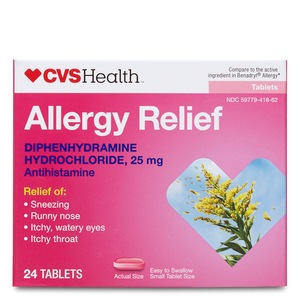 CVSHealth
Compare to the active
ingredient in Benadryl® Allergy*
Tablets
NDC 59779-418-62
Allergy Relief
DIPHENHYDRAMINE
HYDROCHLORIDE, 25 mg
Antihistamine
Relief of:
• Sneezing
• Runny nose
• Itchy, watery eyes
• Itchy throat
24 TABLETS
Actual Size
Easy to Swallow
Small Tablet Size